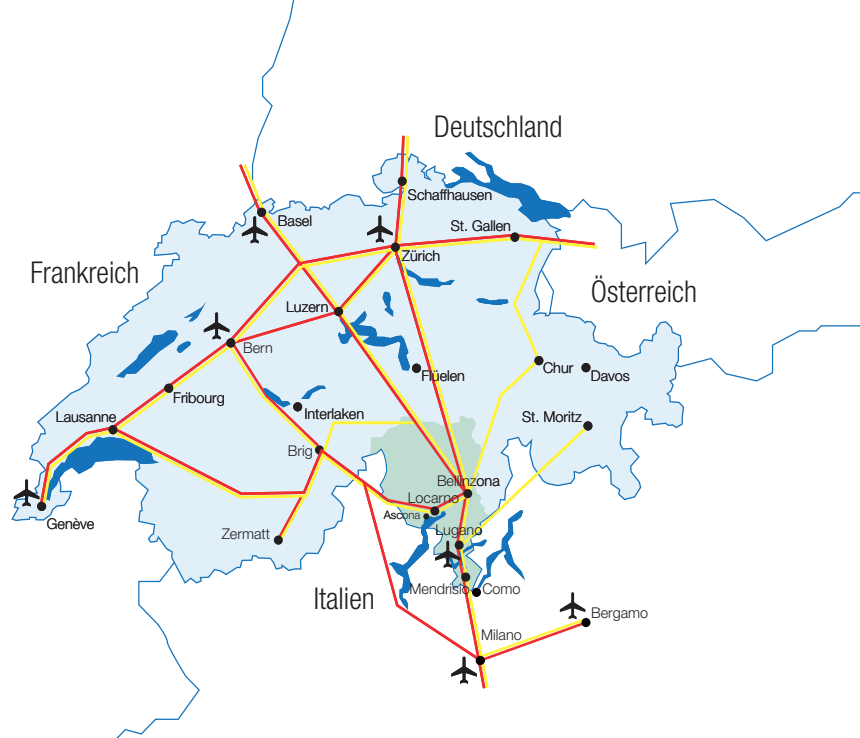 Deutschland
Schaffhausen
Basel
St. Gallen
Zürich
Frankreich
Österreich
Luzern
Bern
Flüelen
Chur
Davos
Fribourg
Interlaken
Lausanne
St. Moritz
Brig
Bellinzona
Locarno
Ascona
Genève
Zermatt
Lugano
Mendrisio
Como
Italien
Bergamo
Milano